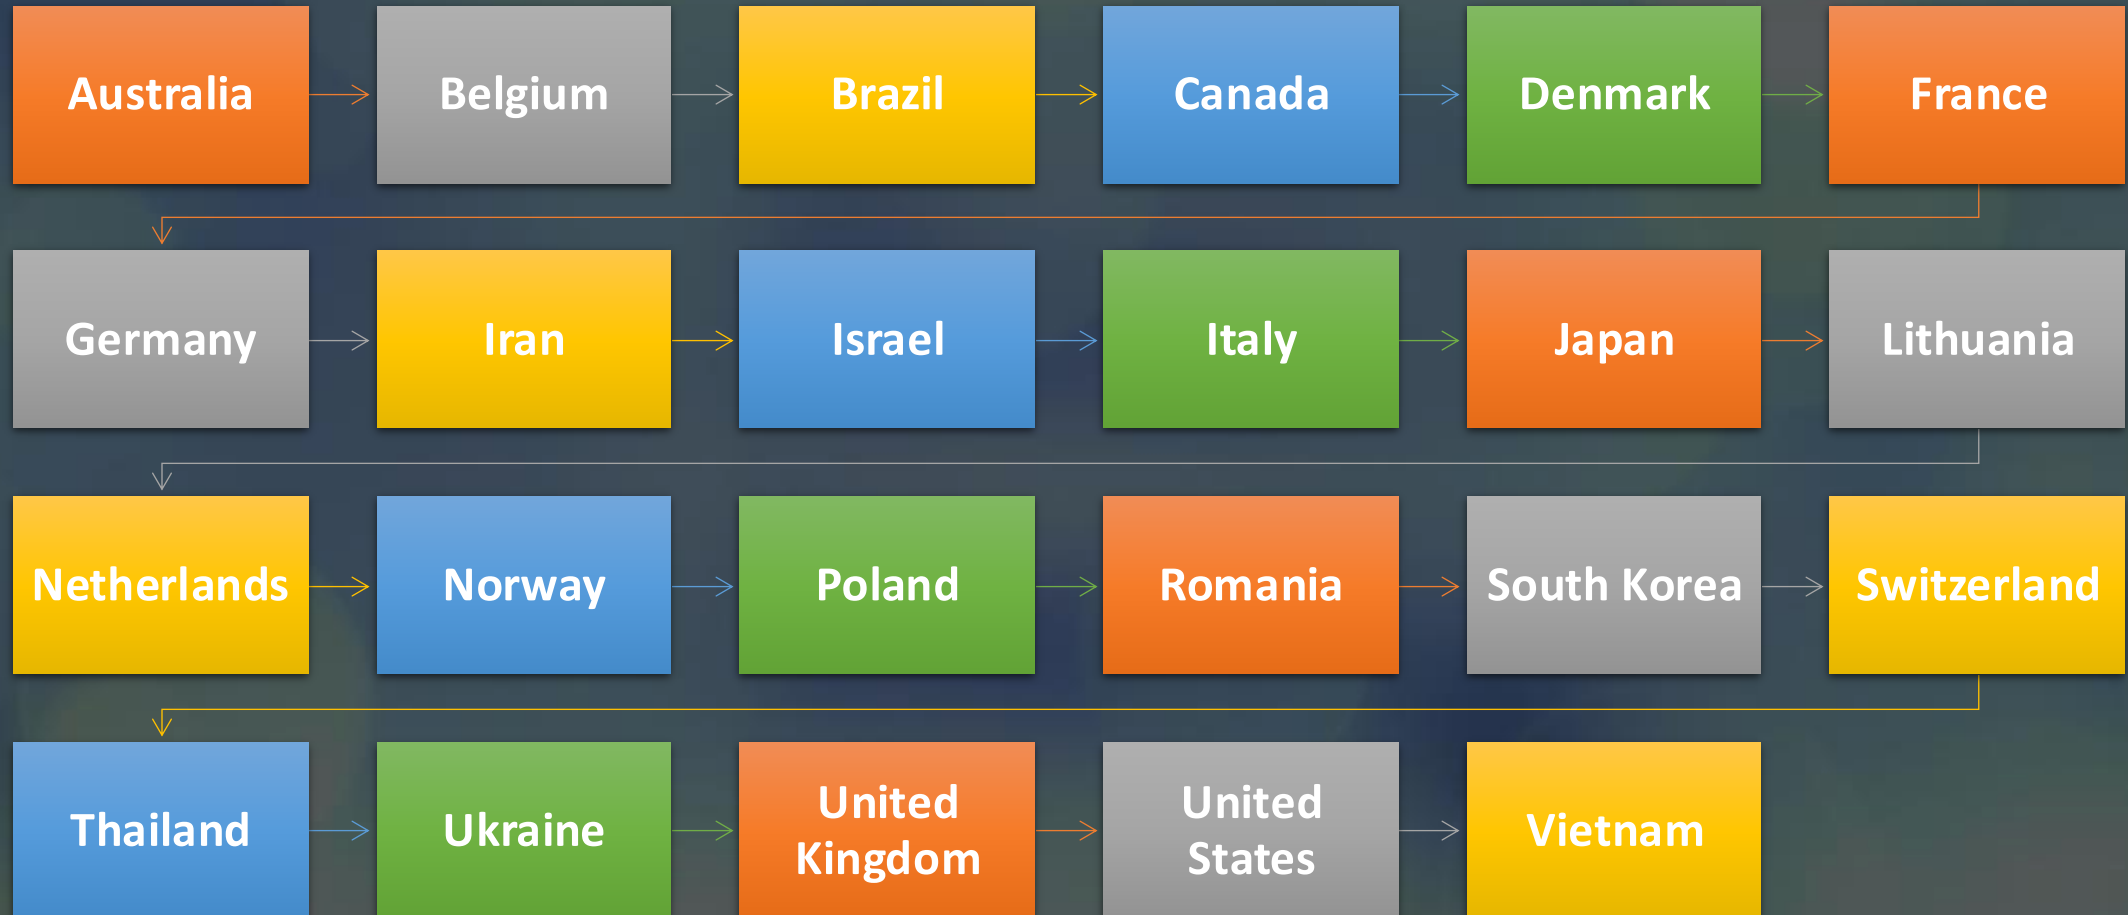 Australia
Belgium
Brazil
Canada
Denmark
France
Germany
Iran
Israel
Italy
Japan
Lithuania
Netherlands
Norway
Poland
Romania
South Korea
Switzerland
Thailand
Ukraine
United
Kingdom
United
States
Vietnam